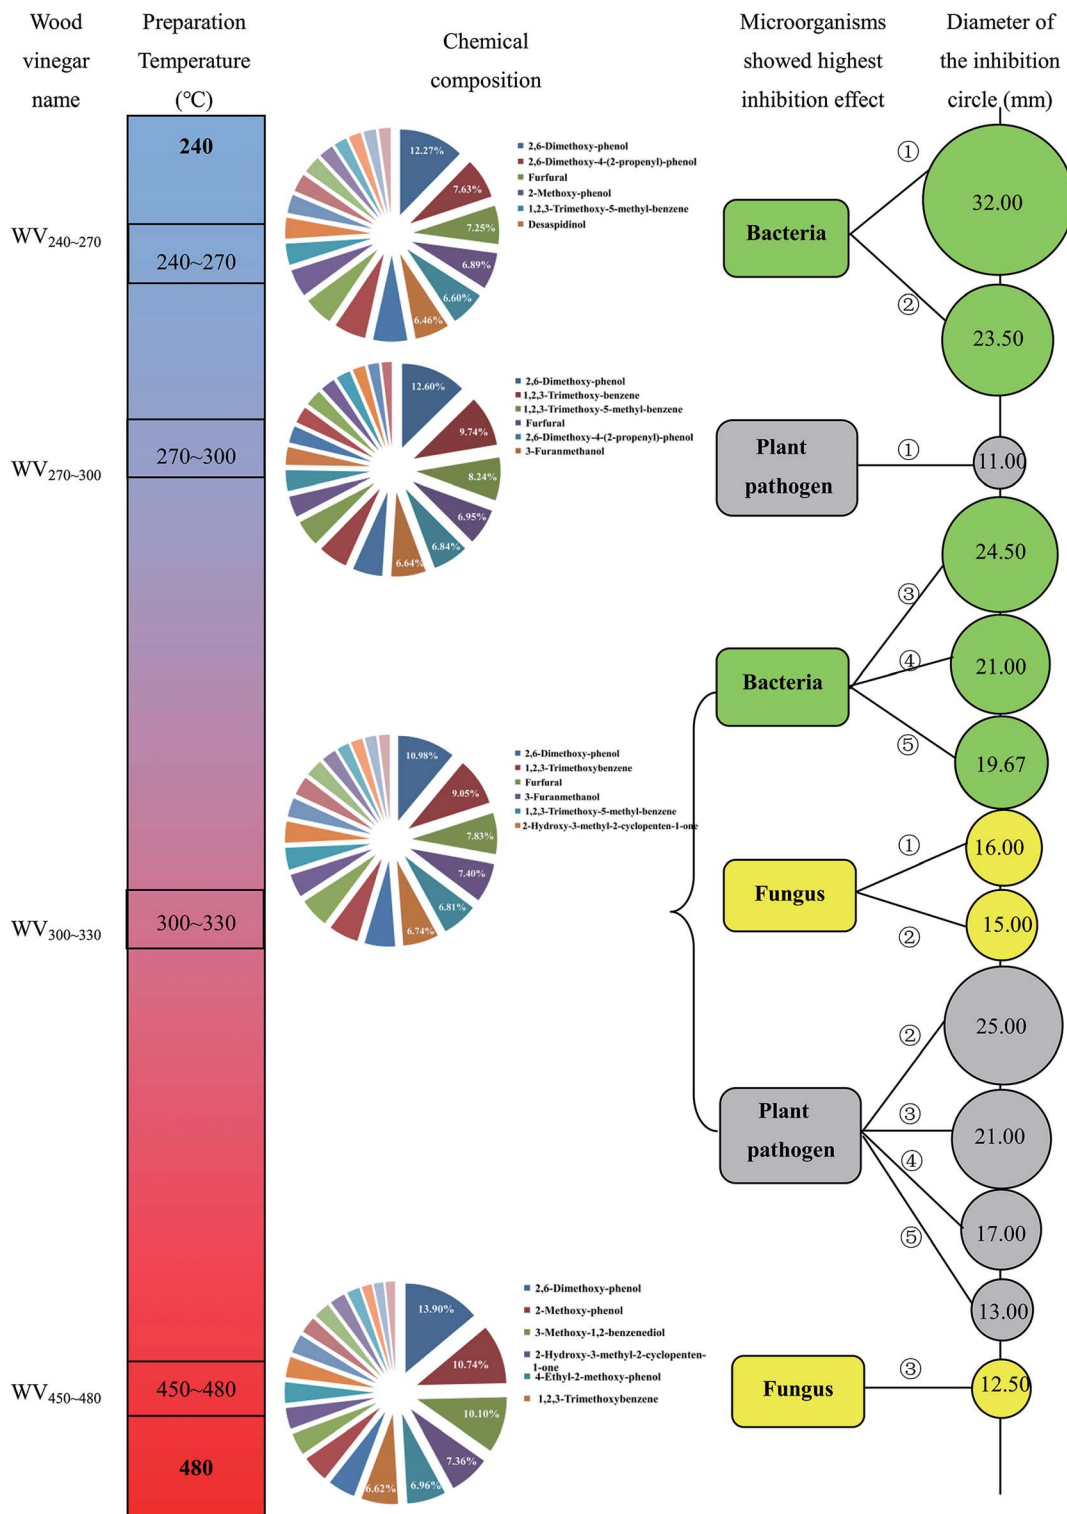 Wood
vinegar
name
Preparation
Temperature
(℃)
Chemical
composition
Microorganisms
showed highest
inhibition effect
Diameter of
the inhibition
circle (mm)
240
WV240~270
240~270
12.27%
7.63%
7.25%
6.89%
6.60%
6.46%
2,6-Dimethoxy-phenol
2,6-Dimethoxy-4-(2-propenyl)-phenol
Furfural
2-Methoxy-phenol
1,2,3-Trimethoxy-5-methyl-benzene
Desaspidinol
Bacteria
①
32.00
②
23.50
WV270~300
270~300
12.60%
9.74%
8.24%
6.95%
6.84%
6.64%
2,6-Dimethoxy-phenol
1,2,3-Trimethoxy-benzene
1,2,3-Trimethoxy-5-methyl-benzene
Furfural
2,6-Dimethoxy-4-(2-propenyl)-phenol
3-Furanmethanol
Plant
pathogen
①
11.00
WV300~330
300~330
10.98%
9.05%
7.83%
7.40%
6.81%
6.74%
2,6-Dimethoxy-phenol
1,2,3-Trimethoxybenzene
Furfural
3-Furanmethanol
1,2,3-Trimethoxy-5-methyl-benzene
2-Hydroxy-3-methyl-2-cyclopenten-1-one
Bacteria
③
24.50
④
21.00
⑤
19.67
Fungus
①
16.00
②
15.00
Plant
pathogen
②
25.00
③
21.00
④
17.00
⑤
13.00
WV450~480
450~480
480
13.90%
10.74%
10.10%
7.36%
6.96%
6.62%
2,6-Dimethoxy-phenol
2-Methoxy-phenol
3-Methoxy-1,2-benzenediol
2-Hydroxy-3-methyl-2-cyclopenten-
1-one
4-Ethyl-2-methoxy-phenol
1,2,3-Trimethoxybenzene
Fungus
③
12.50